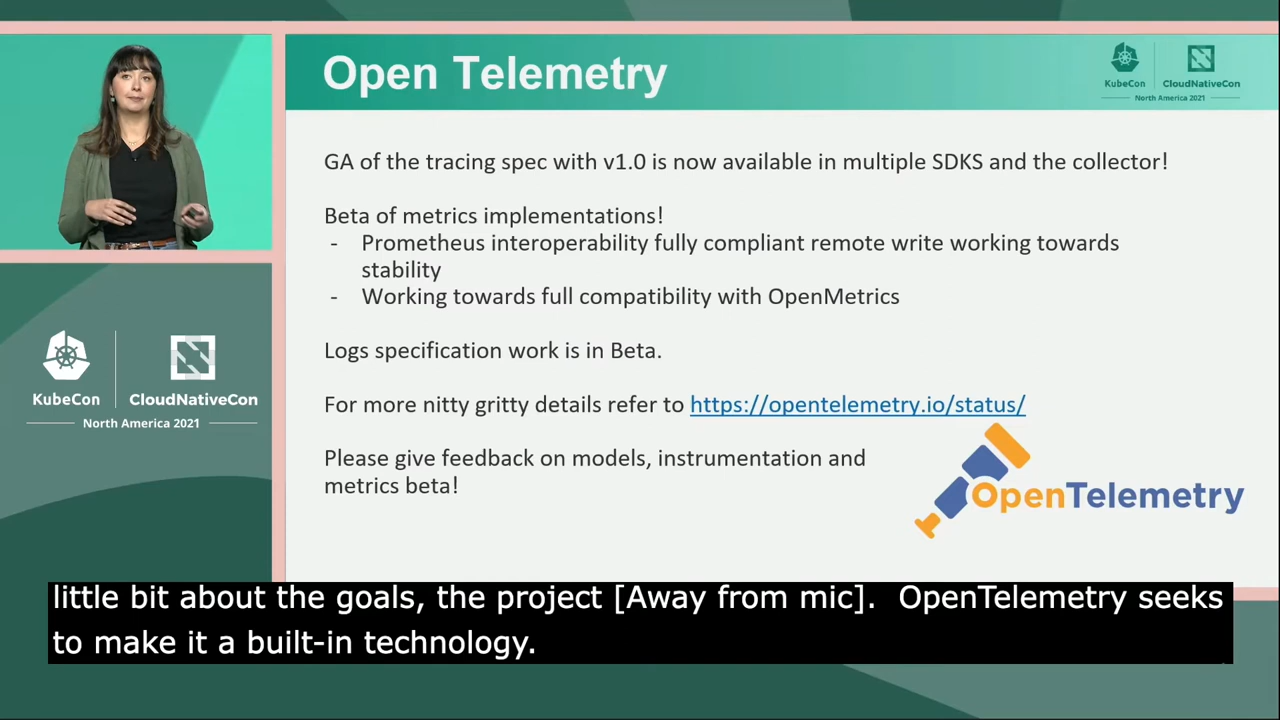 Open Telemetry
KubeCon
CloudNativeCon
North America 2021
GA of the tracing spec with v1.0 is now available in multiple SDKS and the collector!
Beta of metrics implementations!
- Prometheus interoperability fully compliant remote write working towards
stability
- Working towards full compatibility with OpenMetrics
Logs specification work is in Beta.
For more nitty gritty details refer to https://opentelemetry.io/status/
Please give feedback on models, instrumentation and
metrics beta!
OpenTelemetry
KubeCon
CloudNativeCon
North America 2021
little bit about the goals, the project [Away from mic].  OpenTelemetry seeks
to make it a built-in technology.